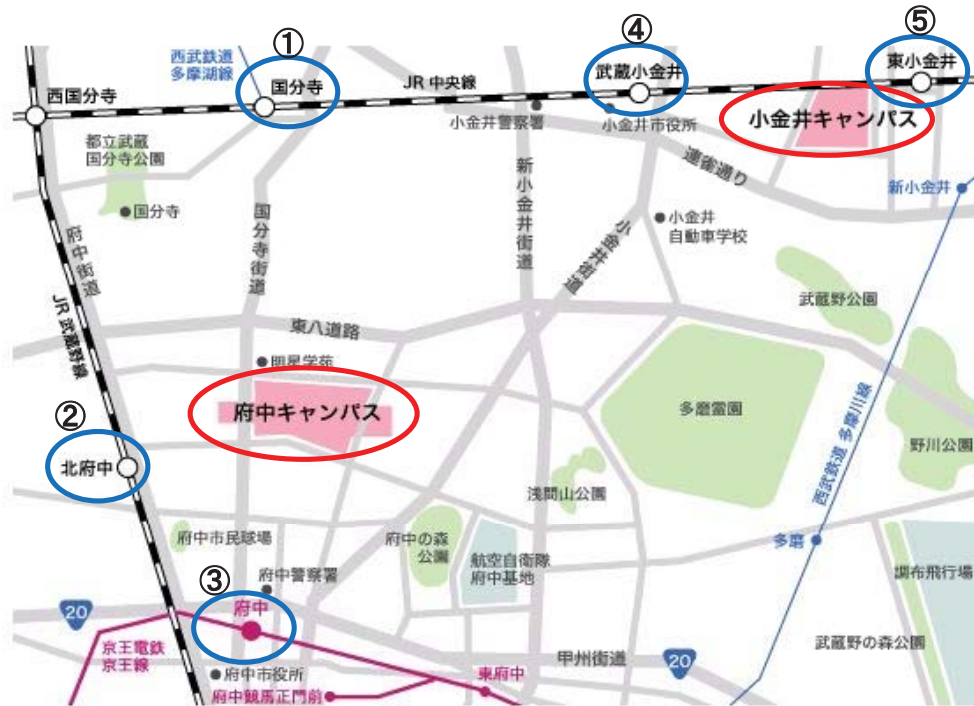 ①
④
⑤
西武鉄道
多摩湖線
国分寺
JR 中央線
武蔵小金井
東小金井
西国分寺
小金井警察署
小金井市役所
小金井キャンパス
都立武蔵
国分寺公園
連雀通り
新小金井
国分寺
国分寺街道
新小金井街道
小金井街道
小金井
自動車学校
府中街道
JR 武蔵野線
武蔵野公園
東八道路
明星学苑
府中キャンパス
多磨霊園
西武鉄道 多摩川線
②
北府中
野川公園
浅間山公園
府中市民球場
府中の森
公園
航空自衛隊
府中基地
多磨
調布飛行場
③
府中警察署
府中
20
京王電鉄
京王線
甲州街道
20
武蔵野の森公園
府中市役所
東府中
府中競馬正門前